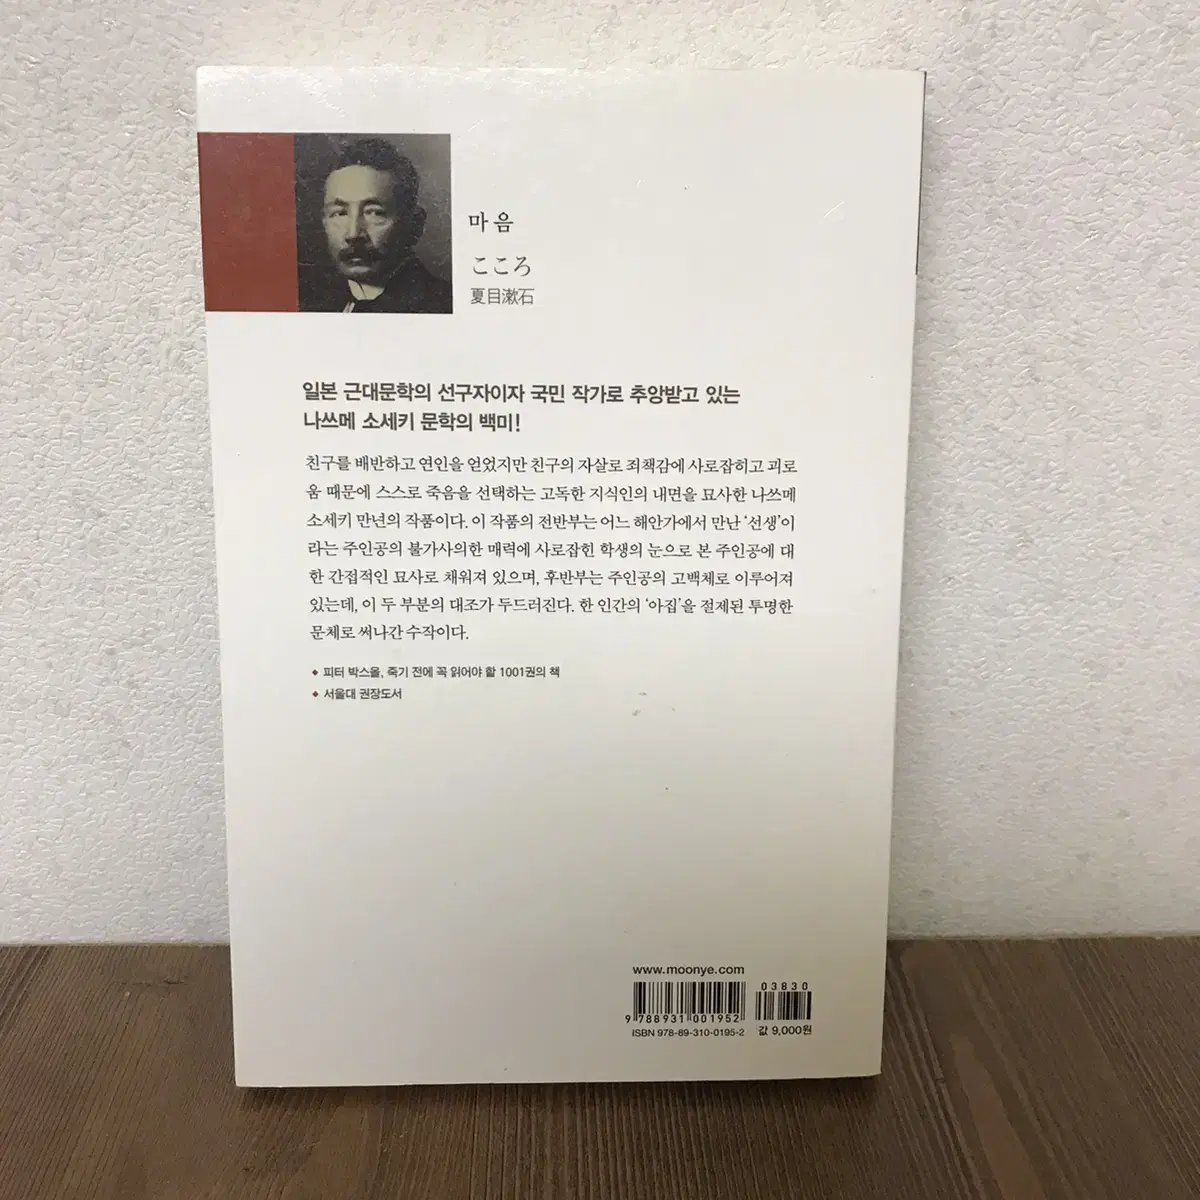 마음
こころ
夏目漱石
일본 근대문학의 선구자이자 국민 작가로 추앙받고 있는
나쓰메 소세키 문학의 백미!
친구를 배반하고 연인을 얻었지만 친구의 자살로 죄책감에 사로잡히고 괴로
움 때문에 스스로 죽음을 선택하는 고독한 지식인의 내면을 묘사한 나쓰메
소세키 만년의 작품이다. 이 작품의 전반부는 어느 해안가에서 만난 ‘선생’이
라는 주인공의 불가사의한 매력에 사로잡힌 학생의 눈으로 본 주인공에 대
한 간접적인 묘사로 채워져 있으며, 후반부는 주인공의 고백체로 이루어져
있는데, 이 두 부분의 대조가 두드러진다. 한 인간의 ‘아집’을 절제된 투명한
문체로 써나간 수작이다.
◆ 피터 박스올, 죽기 전에 꼭 읽어야 할 1001권의 책
◆ 서울대 권장도서
www.moonye.com
03830
9 788931 001952
ISBN 978-89-310-0195-2 값 9,000원